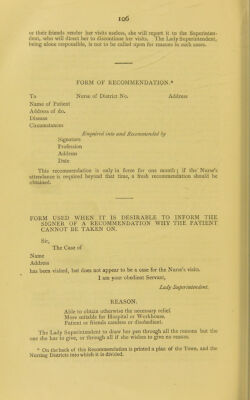 106
or their friends render her visits useless, she will report it to the Superinten-
dent, who will direct her to discontinue her visits. The Lady Superintendent,
being alone responsible, is not to be called upon for reasons in such cases.
FORM OF RECOMMENDATION.*
To Nurse of District No. Address
Name of Patient
Address of do.
Disease
Circumstances
Enquired into and Recommended by
Signature
Profession
Address
Date
This recommendation is only in force for one month; if the Nurse's
attendance is required beyond that time, a fresh recommendation should be
obtained.
FORM USED WHEN IT IS DESIRABLE TO INFORM THE
SIGNER OF A RECOMMENDATION WHY THE PATIENT
CANNOT BE TAKEN ON.
Sir,
The Case of
Name
Address
has been visited, but does not appear to be a case for the Nurse's visits.
I am your obedient Servant,
Lady Superintendent.
REASON.
Able to obtain otherwise the necessary relief.
More suitable for Hospital or Workhouse.
Patient or friends careless or disobedient.
The Lady Superintendent to draw her pen through all the reasons but the
one she has to give, or through all if she wishes to give no reason.
* On the back of the Recommendation is printed a plan of the Town, and the
Nursing Districts into which it is divided.